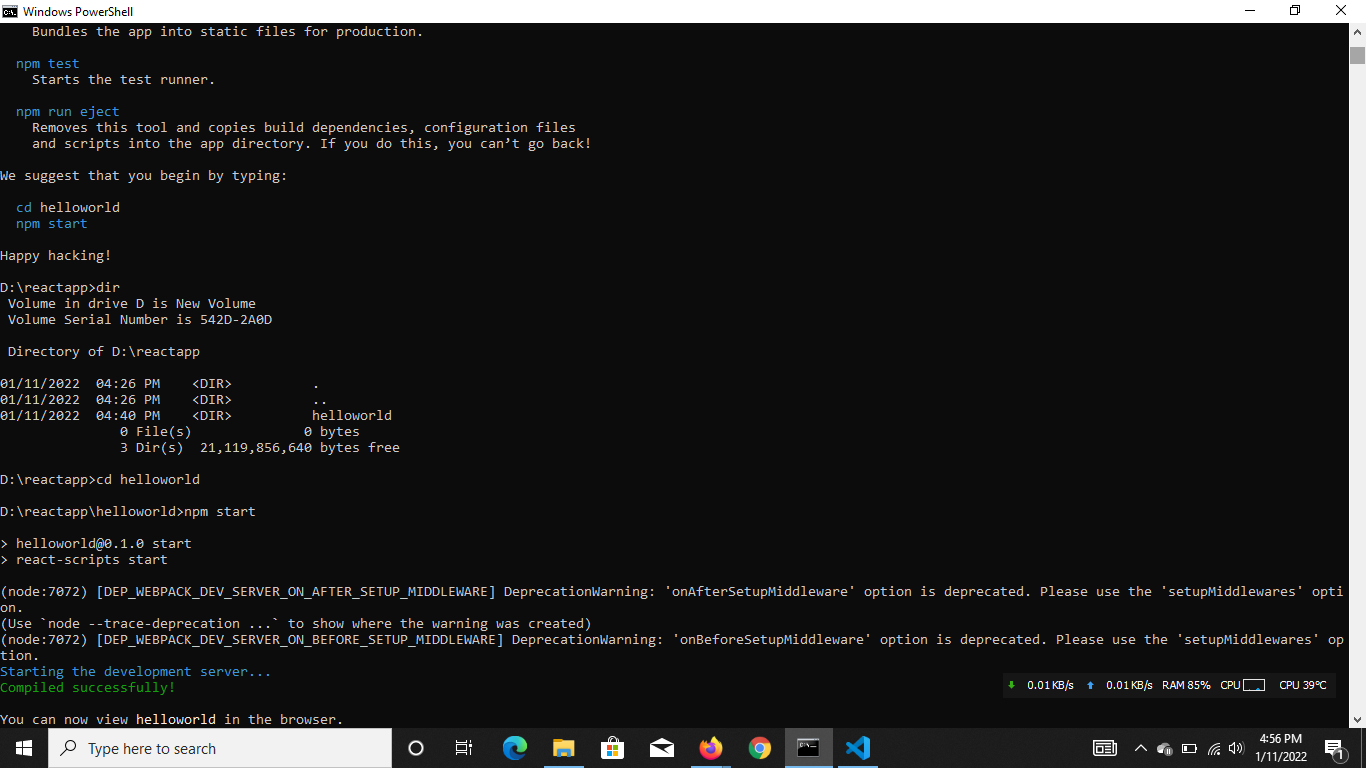 Windows PowerShell
Bundles the app into static files for production.
npm test
Starts the test runner.
npm run eject
Removes this tool and copies build dependencies, configuration files
and scripts into the app directory. If you do this, you can’t go back!
We suggest that you begin by typing:
cd helloworld
npm start
Happy hacking!
D:\reactapp>dir
Volume in drive D is New Volume
Volume Serial Number is 542D-2A0D
Directory of D:\reactapp
01/11/2022  04:26 PM    <DIR>          .
01/11/2022  04:26 PM    <DIR>          ..
01/11/2022  04:40 PM    <DIR>          helloworld
0 File(s)              0 bytes
3 Dir(s)  21,119,856,640 bytes free
D:\reactapp>cd helloworld
D:\reactapp\helloworld>npm start
> helloworld@0.1.0 start
> react-scripts start
(node:7072) [DEP_WEBPACK_DEV_SERVER_ON_AFTER_SETUP_MIDDLEWARE] DeprecationWarning: 'onAfterSetupMiddleware' option is deprecated. Please use the 'setupMiddlewares' opti
on.
(Use `node --trace-deprecation ...` to show where the warning was created)
(node:7072) [DEP_WEBPACK_DEV_SERVER_ON_BEFORE_SETUP_MIDDLEWARE] DeprecationWarning: 'onBeforeSetupMiddleware' option is deprecated. Please use the 'setupMiddlewares' op
tion.
Starting the development server...
Compiled successfully!
0.01 KB/s 0.01 KB/s RAM 85% CPU CPU 39°C
You can now view helloworld in the browser.
Type here to search
4:56 PM
1/11/2022
1